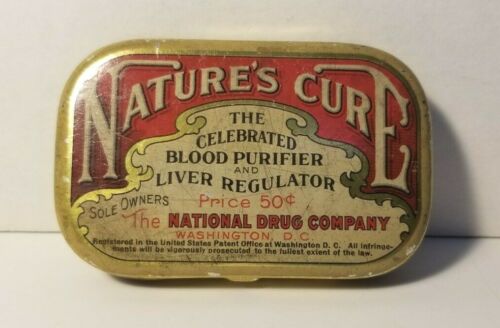 NATURE'S CURE
THE
CELEBRATED
BLOOD PURIFIER
AND
LIVER REGULATOR
SOLE OWNERS
Price 50¢
The NATIONAL DRUG COMPANY
WASHINGTON, D.C.
Registered in the United States Patent Office at Washington D. C. All infringe-
ments will be vigorously prosecuted to the fullest extent of the law.